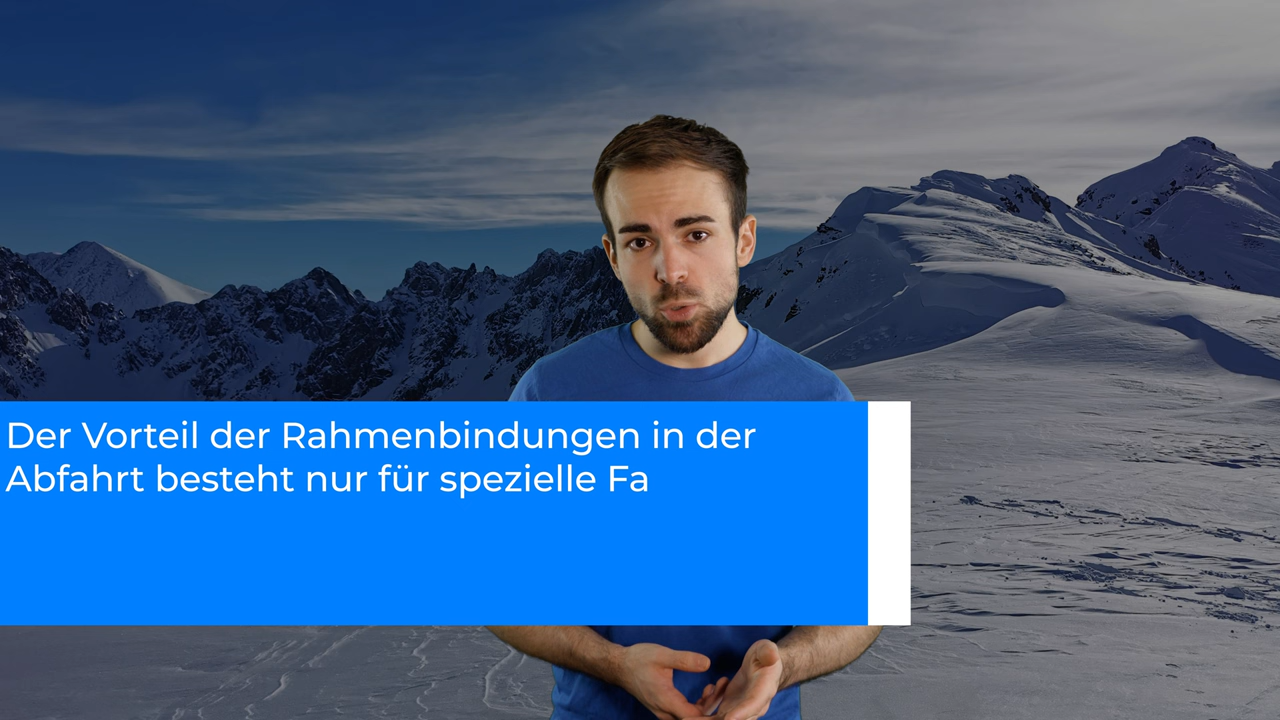 Der Vorteil der Rahmenbindungen in der
Abfahrt besteht nur für spezielle Fa